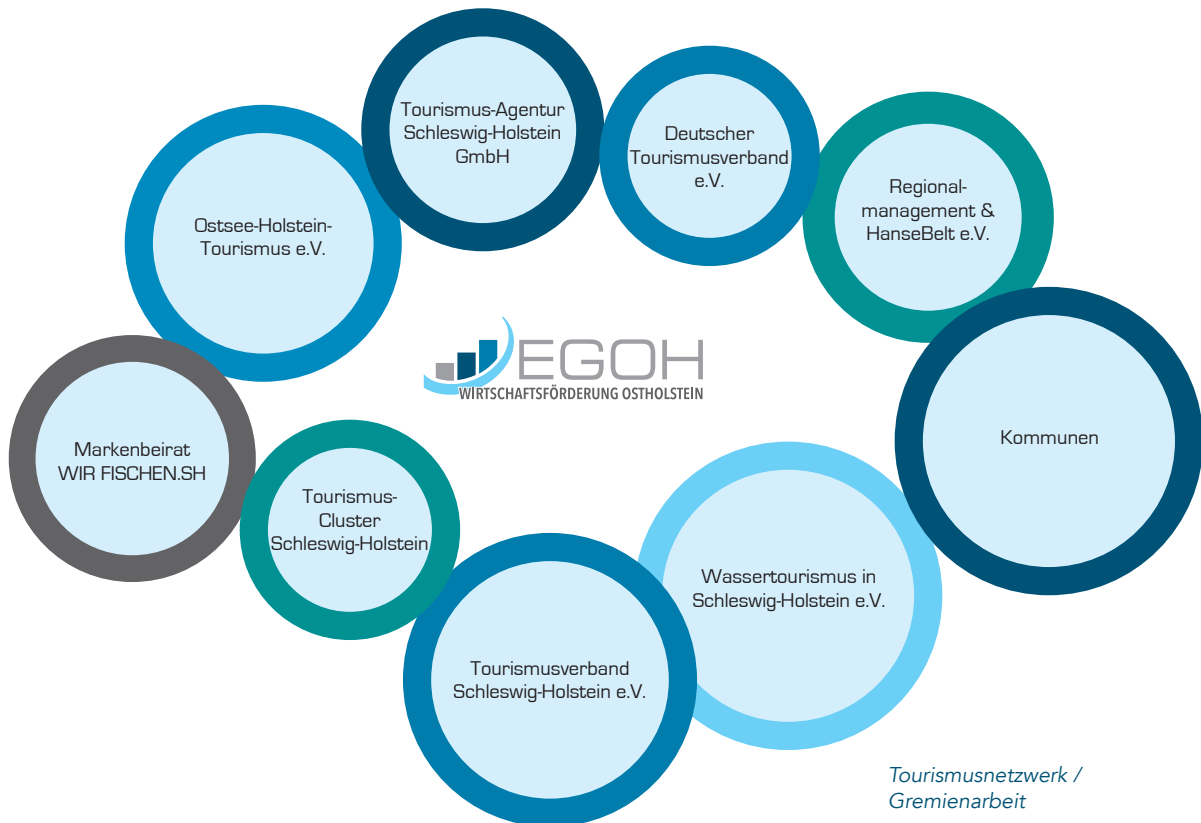 Tourismus-Agentur
Schleswig-Holstein
GmbH
Deutscher
Tourismusverband
e.V.
Regional-
management &
HanseBelt e.V.
Ostsee-Holstein-
Tourismus e.V.
EGOH
WIRTSCHAFTSFÖRDERUNG OSTHOLSTEIN
Kommunen
Markenbeirat
WIR FISCHEN.SH
Tourismus-
Cluster
Schleswig-Holstein
Wassertourismus in
Schleswig-Holstein e.V.
Tourismusverband
Schleswig-Holstein e.V.
Tourismusnetzwerk /
Gremienarbeit